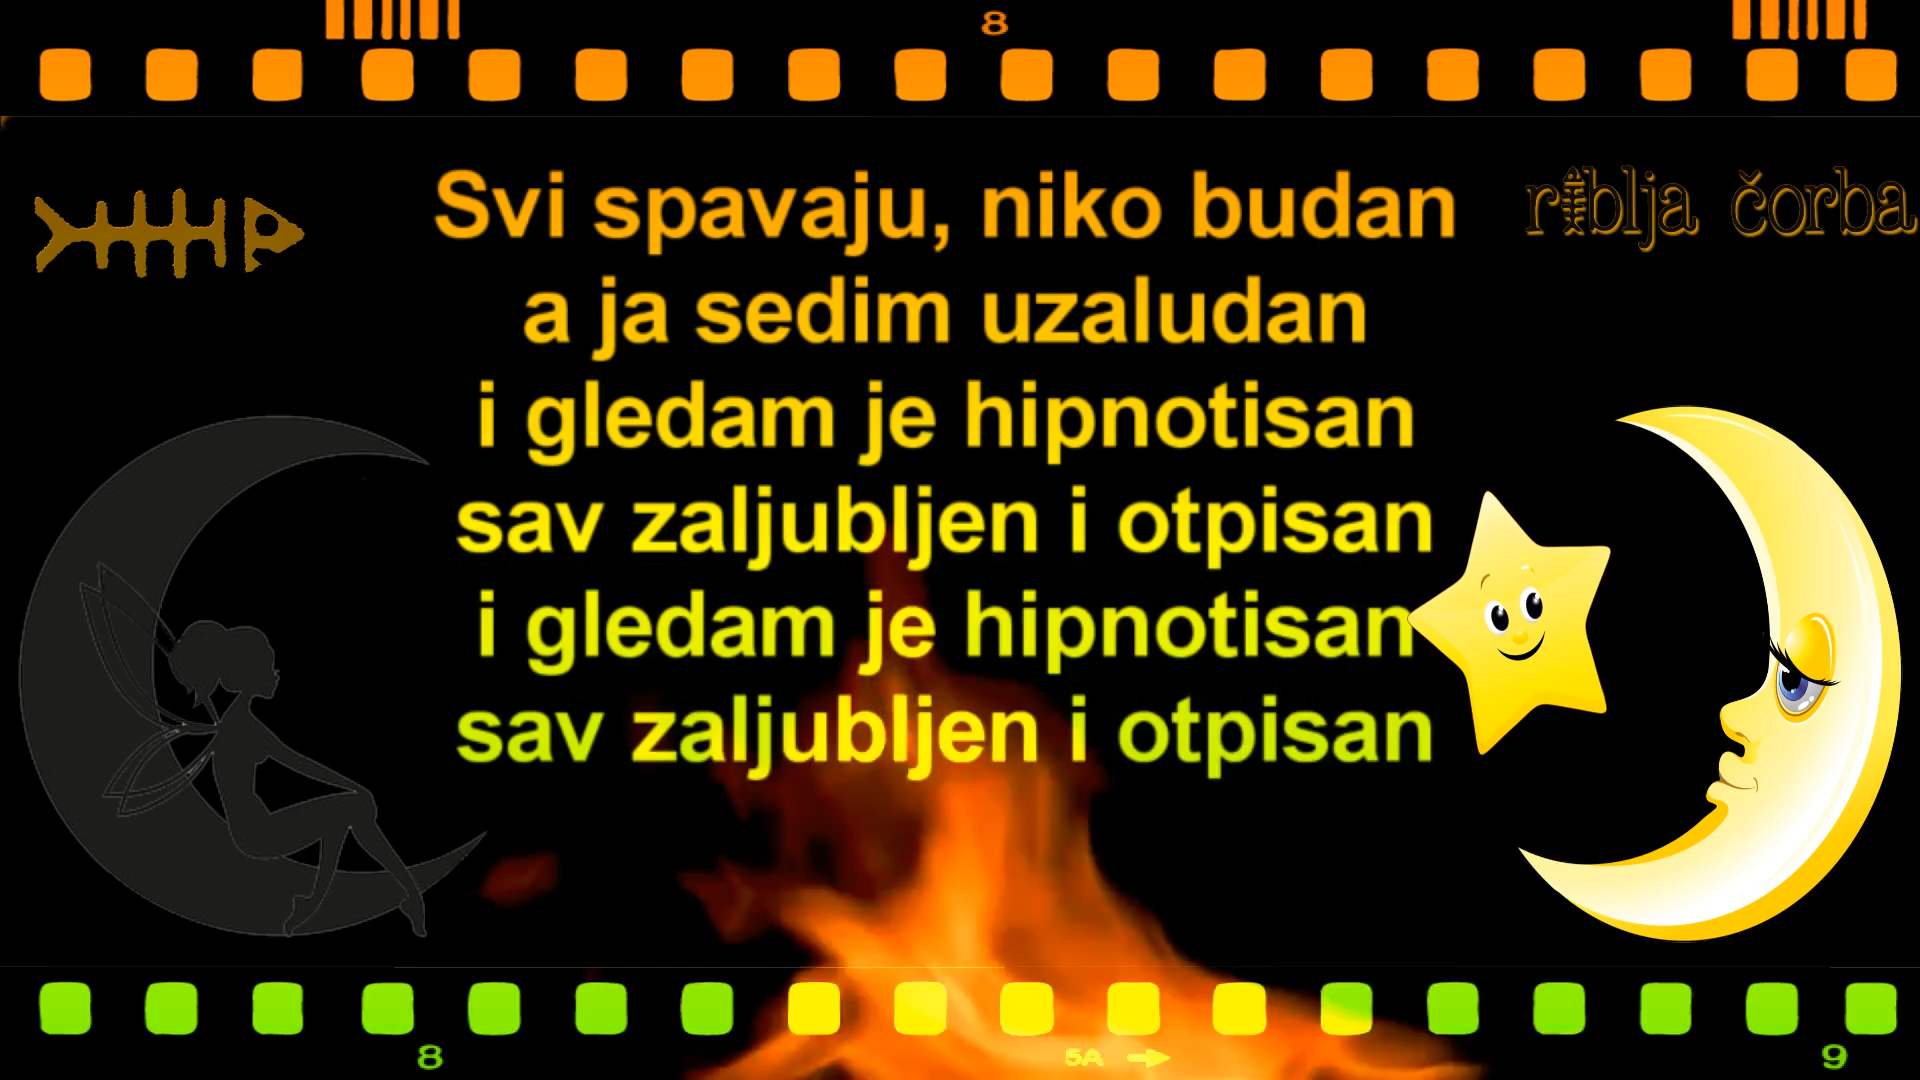 8
riblja čorba
Svi spavaju, niko budan
a ja sedim uzaludan
i gledam je hipnotisan
sav zaljubljen i otpisan
i gledam je hipnotisan
sav zaljubljen i otpisan
8
5A
9